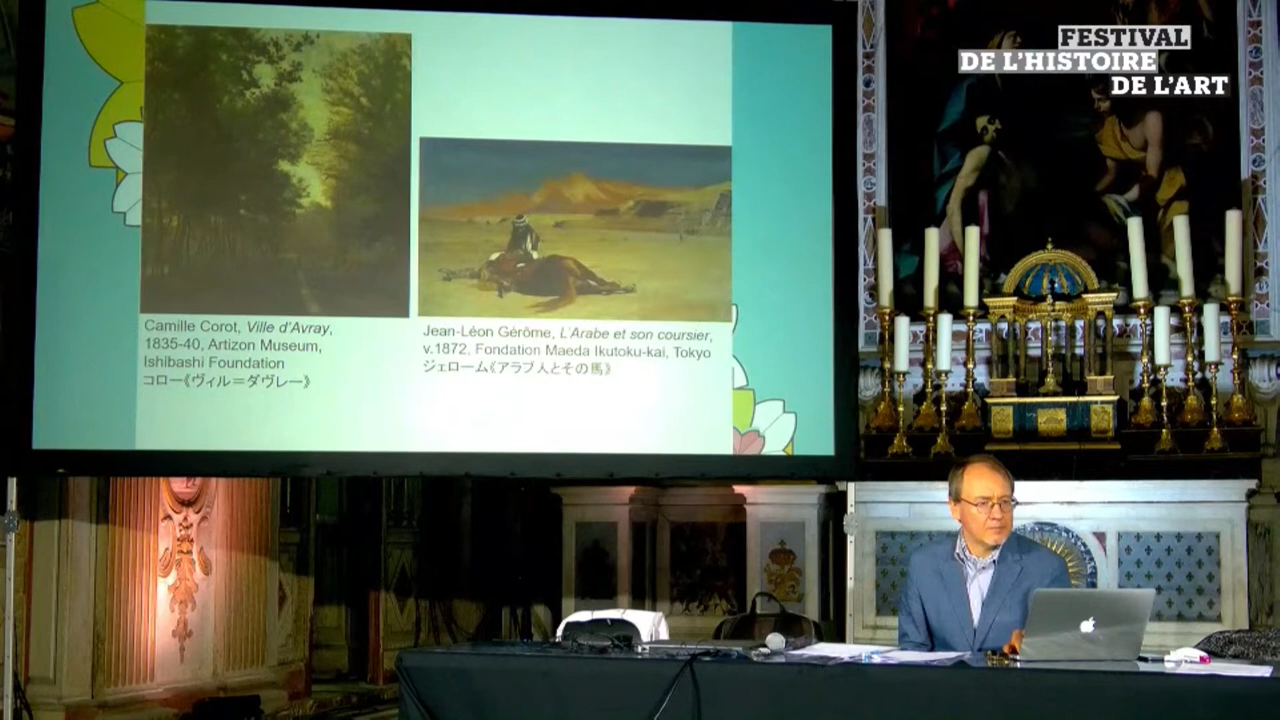 FESTIVAL
DE L'HISTOIRE
DE L'ART
Camille Corot, Ville d'Avray,
1835-40, Artizon Museum,
Ishibashi Foundation
コロー《ヴィル＝ダヴレー》
Jean-Léon Gérôme, L'Arabe et son coursier,
v.1872, Fondation Maeda Ikutoku-kai, Tokyo
ジェローム《アラブ人とその馬》